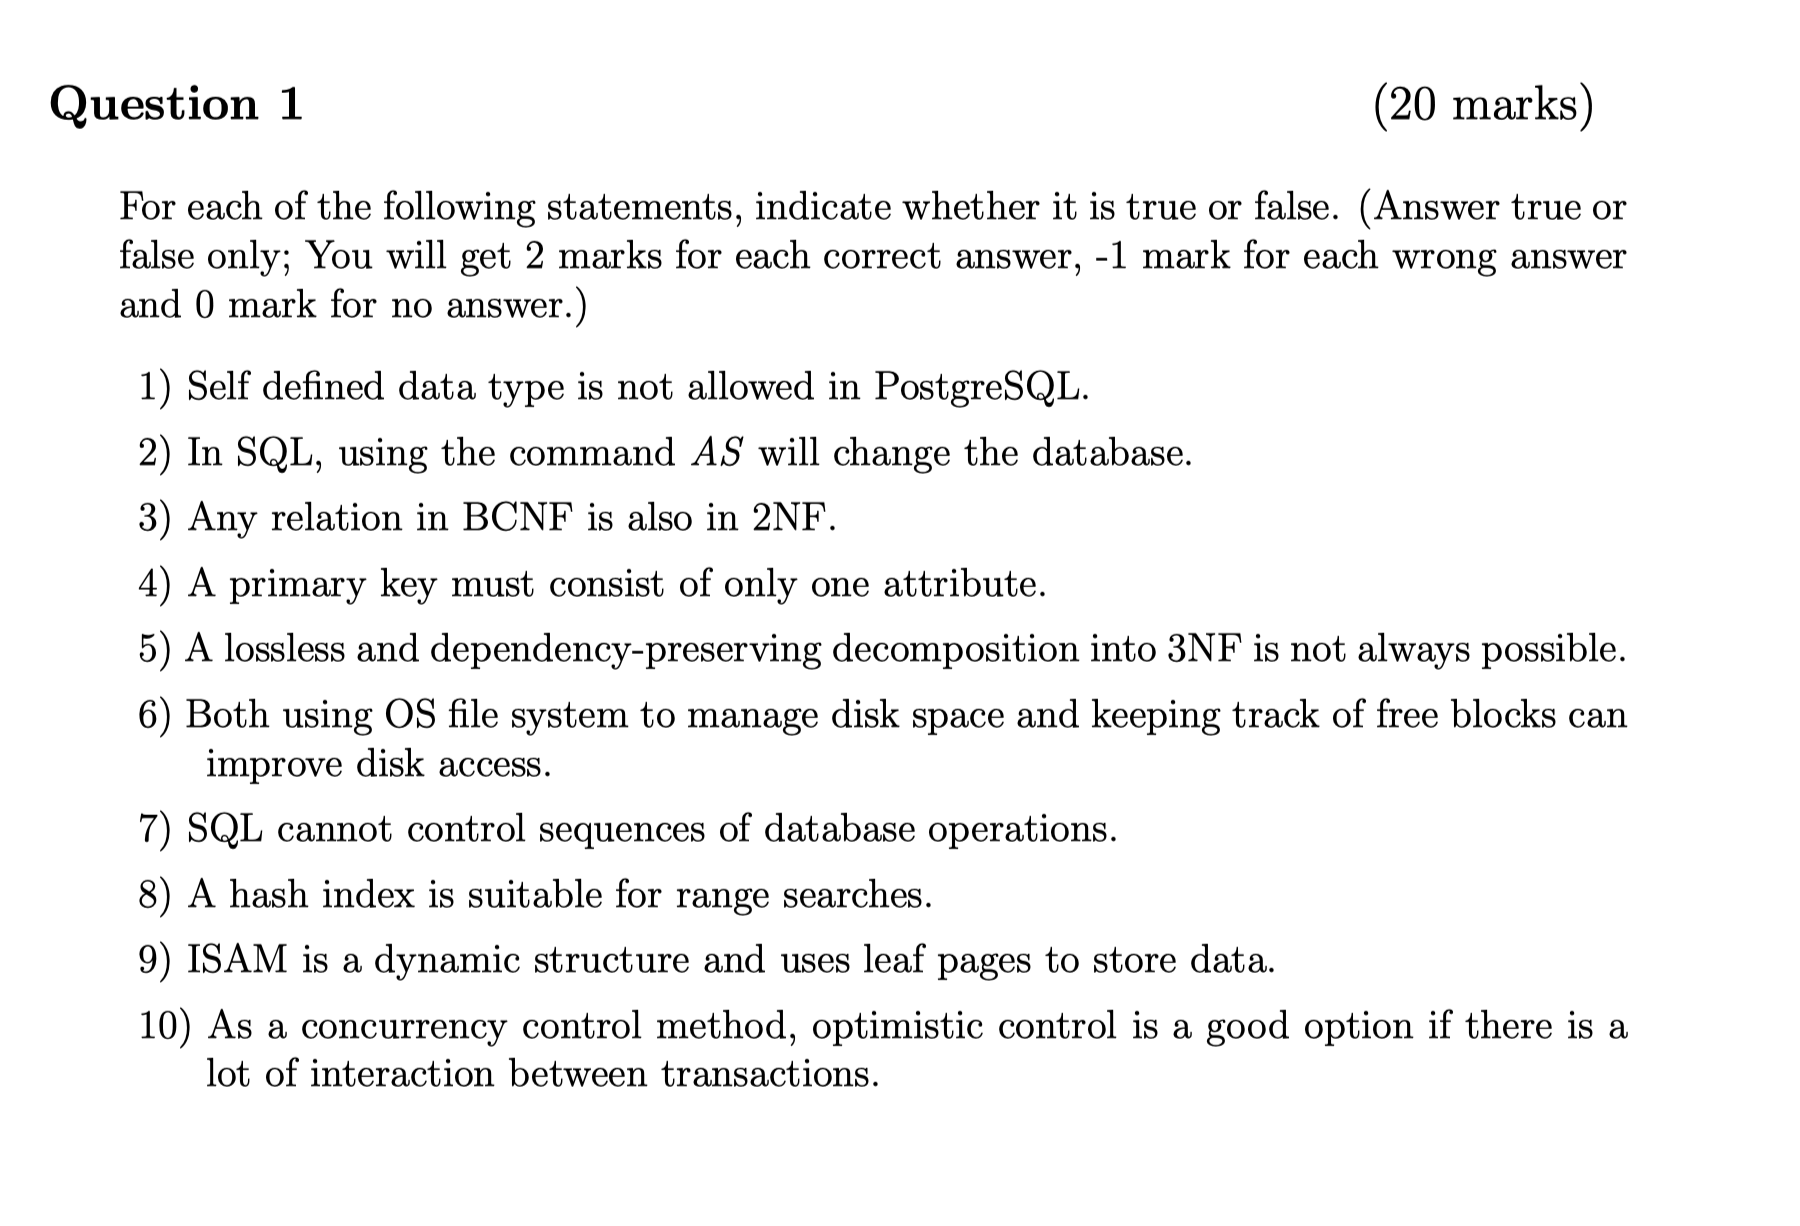 Question 1 (20 marks)
For each of the following statements, indicate whether it is true or false. (Answer true or
false only; You will get 2 marks for each correct answer, -1 mark for each wrong answer
and 0 mark for no answer.)
1) Self defined data type is not allowed in PostgreSQL.
2) In SQL, using the command AS will change the database.
3) Any relation in BCNF is also in 2NF.
4) A primary key must consist of only one attribute.
5) A lossless and dependency-preserving decomposition into 3NF is not always possible.
6) Both using OS file system to manage disk space and keeping track of free blocks can
improve disk access.
7) SQL cannot control sequences of database operations.
8) A hash index is suitable for range searches.
9) ISAM is a dynamic structure and uses leaf pages to store data.
10) As a concurrency control method, optimistic control is a good option if there is a
lot of interaction between transactions.